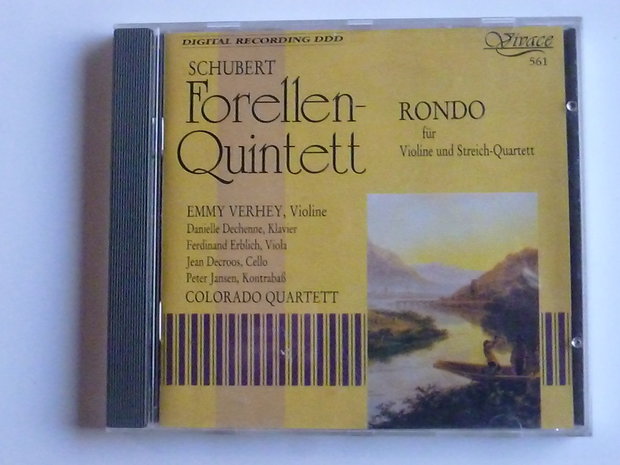 DIGITAL RECORDING DDD
Vivace
561
SCHUBERT
Forellen-
Quintett
RONDO
für
Violine und Streich-Quartett
EMMY VERHEY, Violine
Danielle Dechenne, Klavier
Ferdinand Erblich, Viola
Jean Decroos, Cello
Peter Jansen, Kontrabaß
COLORADO QUARTETT